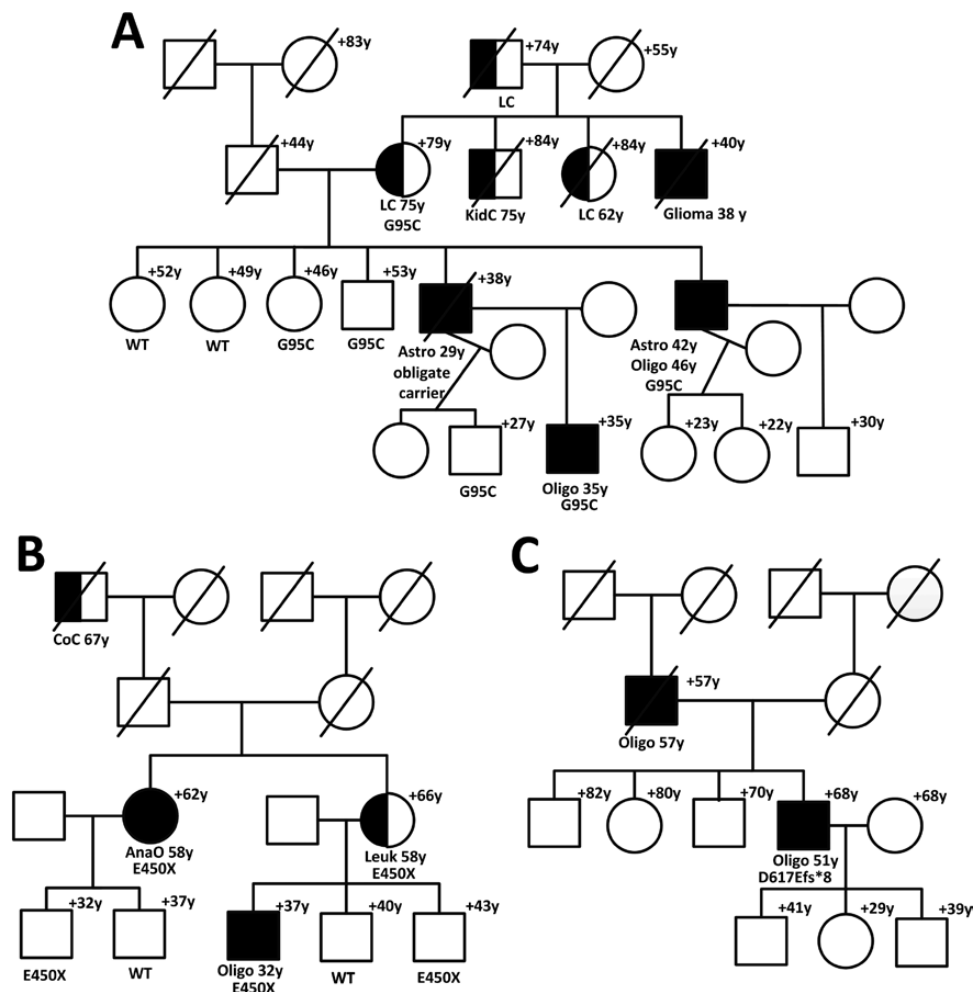 A
+83y
+74y
+55y
LC
+44y
+79y
+84y
+84y
+40y
LC 75y
G95C
KidC 75y
LC 62y
Glioma 38 y
+52y
+49y
+46y
+53y
+38y
WT
WT
G95C
G95C
Astro 29y
obligate
carrier
Astro 42y
Oligo 46y
G95C
+27y
+35y
+23y
+22y
+30y
G95C
Oligo 35y
G95C
B
CoC 67y
+62y
+66y
AnaO 58y
E450X
Leuk 58y
E450X
+32y
+37y
+37y
+40y
+43y
E450X
WT
Oligo 32y
E450X
WT
E450X
C
+57y
Oligo 57y
+82y
+80y
+70y
+68y
+68y
Oligo 51y
D617Efs*8
+41y
+29y
+39y